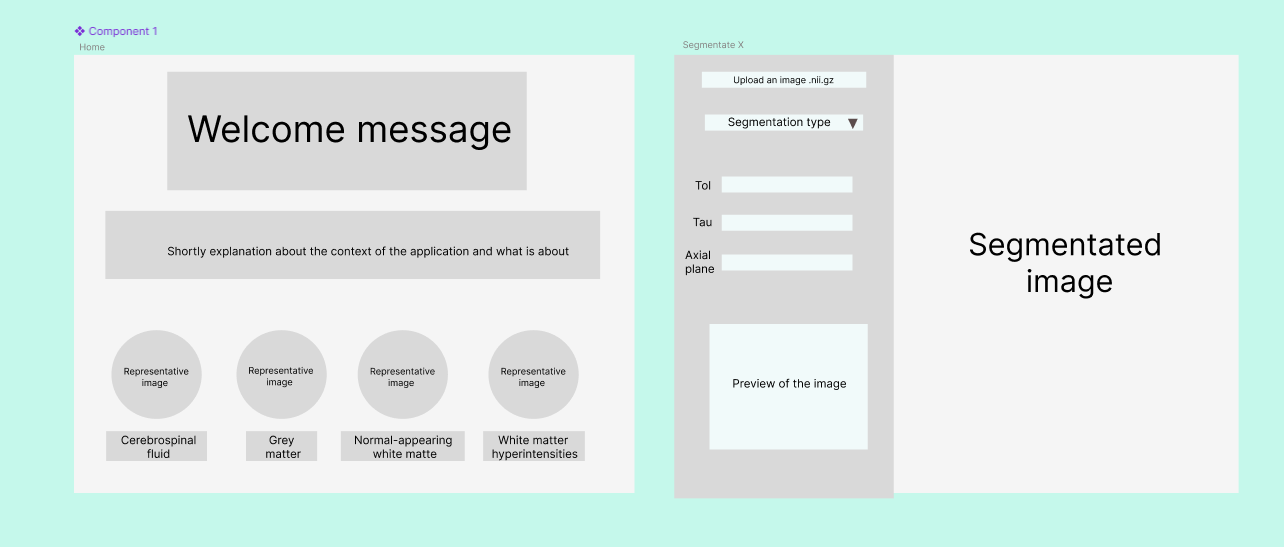 Component 1
Home
Welcome message
Shortly explanation about the context of the application and what is about
Representative
image
Representative
image
Representative
image
Representative
image
Cerebrospinal
fluid
Grey
matter
Normal-appearing
white matte
White matter
hyperintensities
Segmentate X
Upload an image .nii.gz
Segmentation type
Tol
Tau
Axial
plane
Preview of the image
Segmentated
image